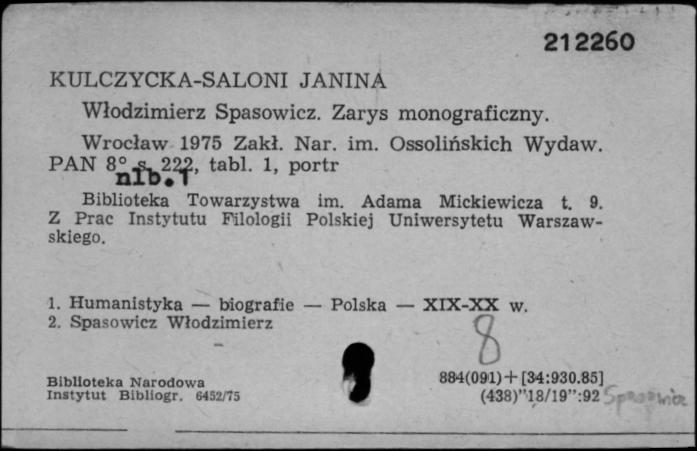 212260
KULCZYCKA-SALONI JANINA
Włodzimierz Spasowicz. Zarys monograficzny.
Wrocław 1975 Zakł. Nar. im. Ossolińskich Wydaw.
PAN 8° s. 222, tabl. 1, portr
nlb. 1
Biblioteka Towarzystwa im. Adama Mickiewicza t. 9.
Z Prac Instytutu Filologii Polskiej Uniwersytetu Warszaw-
skiego.
1. Humanistyka — biografie — Polska — XIX-XX w.
2. Spasowicz Włodzimierz
8
Biblioteka Narodowa
Instytut Bibliogr. 6452/75
884(091)+[34:930.85]
(438)"18/19":92 Spasowicz